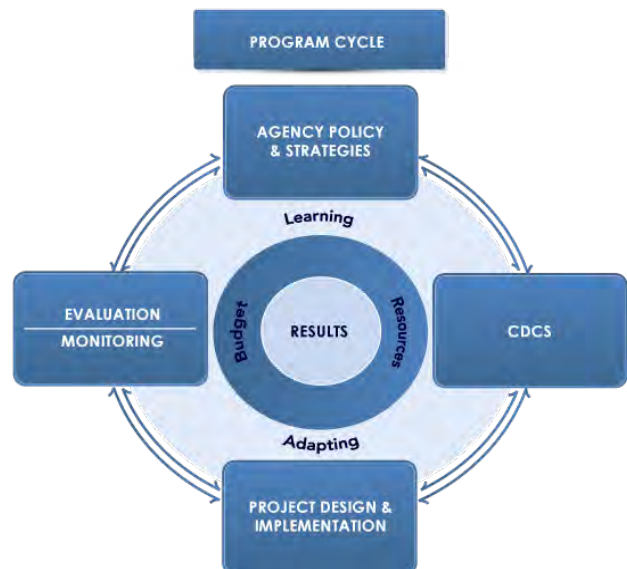 PROGRAM CYCLE
AGENCY POLICY
& STRATEGIES
Learning
EVALUATION
MONITORING
Budget
RESULTS
Resources
CDCS
Adapting
PROJECT DESIGN &
IMPLEMENTATION